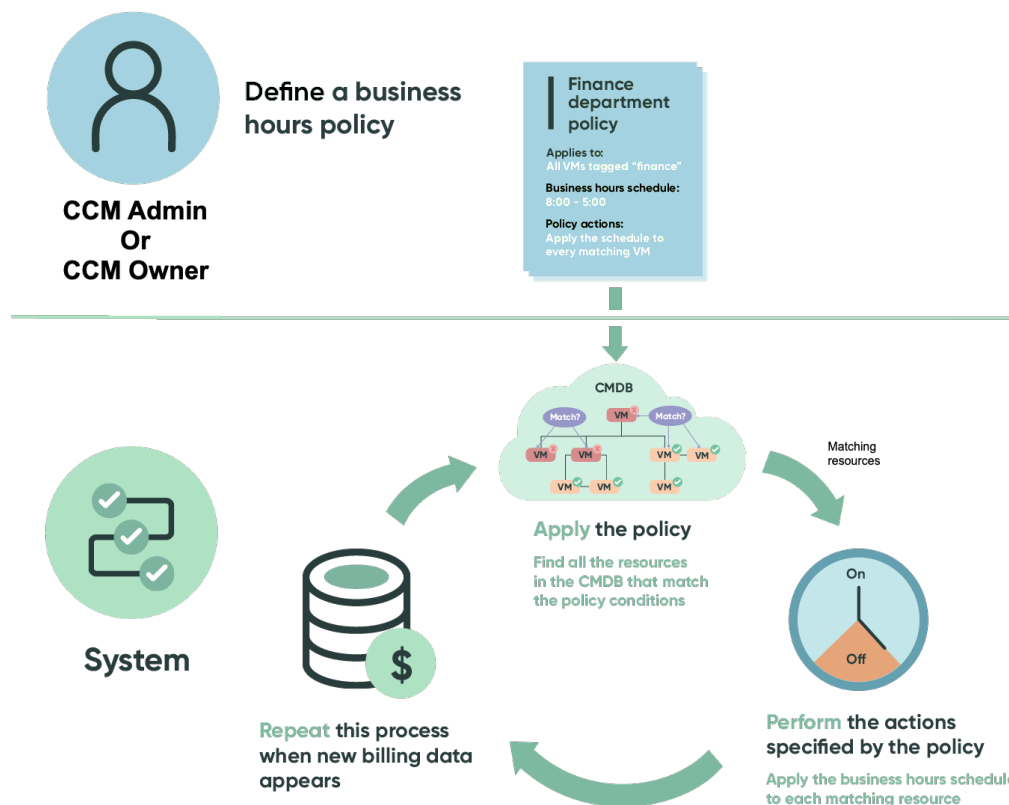 Define a business
hours policy
CCM Admin
Or
CCM Owner
Finance
department
policy
Applies to:
All VMs tagged “finance”
Business hours schedule:
8:00 - 5:00
Policy actions:
Apply the schedule to
every matching VM
CMDB
Match?
VM
Match?
VM
VM
VM
VM
VM
VM
VM
Matching
resources
Apply the policy
Find all the resources
in the CMDB that match
the policy conditions
On
Off
System
$
Repeat this process
when new billing data
appears
Perform the actions
specified by the policy
Apply the business hours schedule
to each matching resource